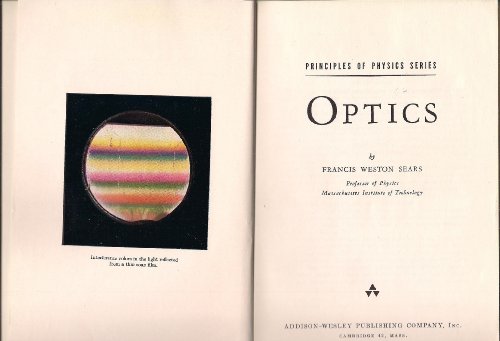 Interference colors in the light reflected
from a thin soap film.
PRINCIPLES OF PHYSICS SERIES
OPTICS
by
FRANCIS WESTON SEARS
Professor of Physics
Massachusetts Institute of Technology
ADDISON-WESLEY PUBLISHING COMPANY, INC.
CAMBRIDGE 42, MASS.